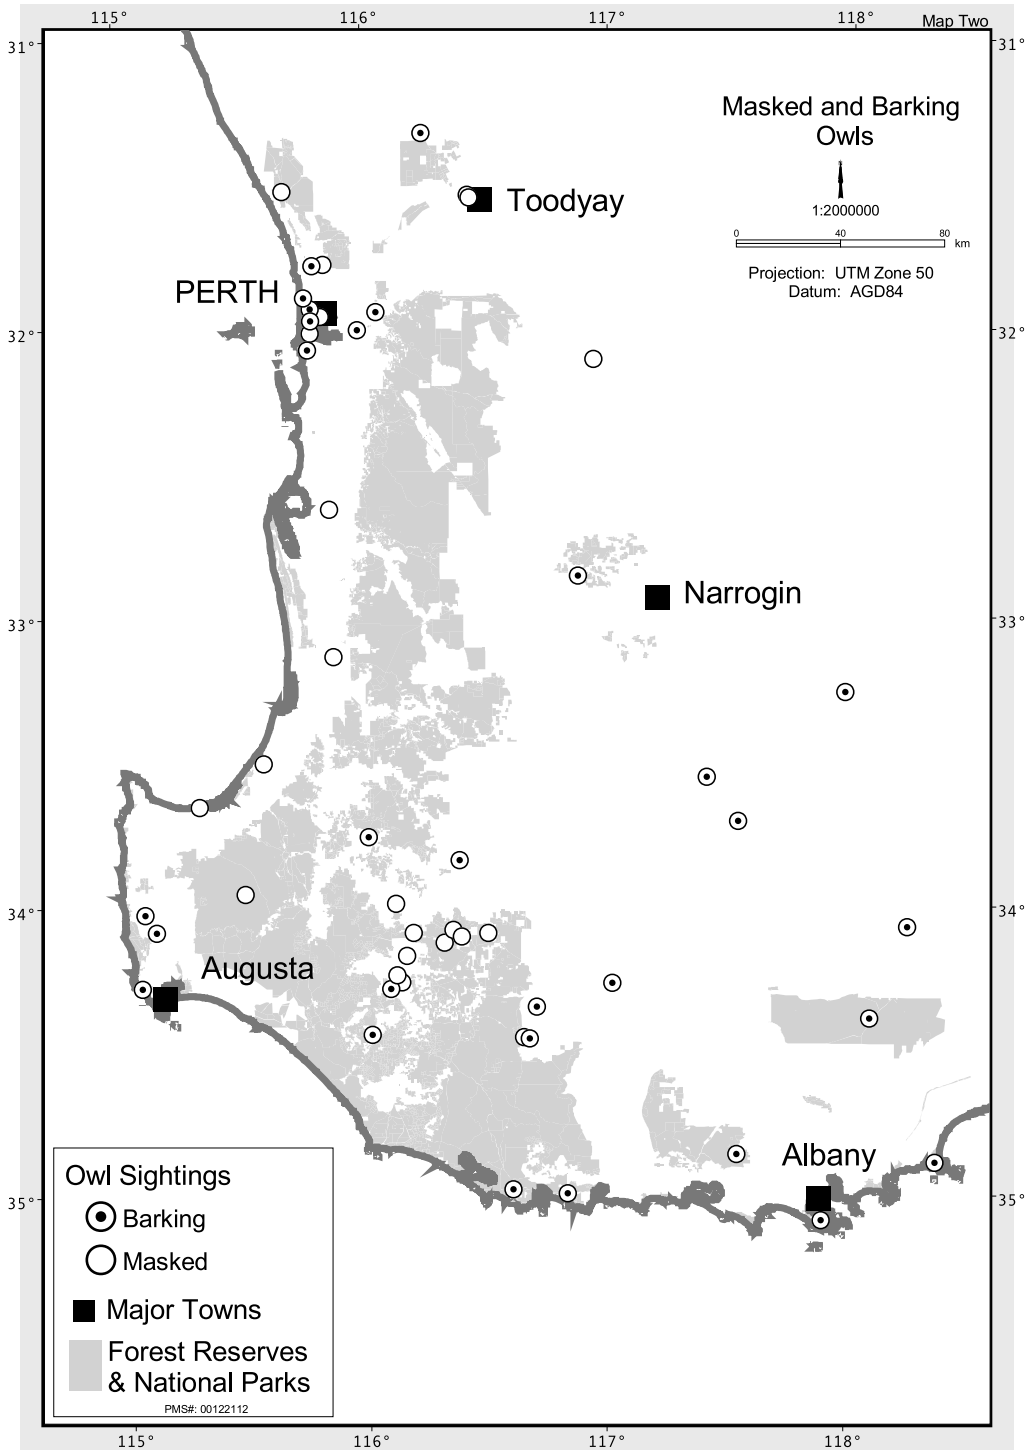 115°
116°
117°
118°
Map Two
31°
31°
Masked and Barking
Owls
1:2000000
0 40 80
km
Projection: UTM Zone 50
Datum: AGD84
Toodyay
PERTH
32°
32°
Narrogin
33°
33°
34°
34°
Augusta
Albany
35°
35°
Owl Sightings
Barking
Masked
Major Towns
Forest Reserves
& National Parks
PMS#: 00122112
115°
116°
117°
118°